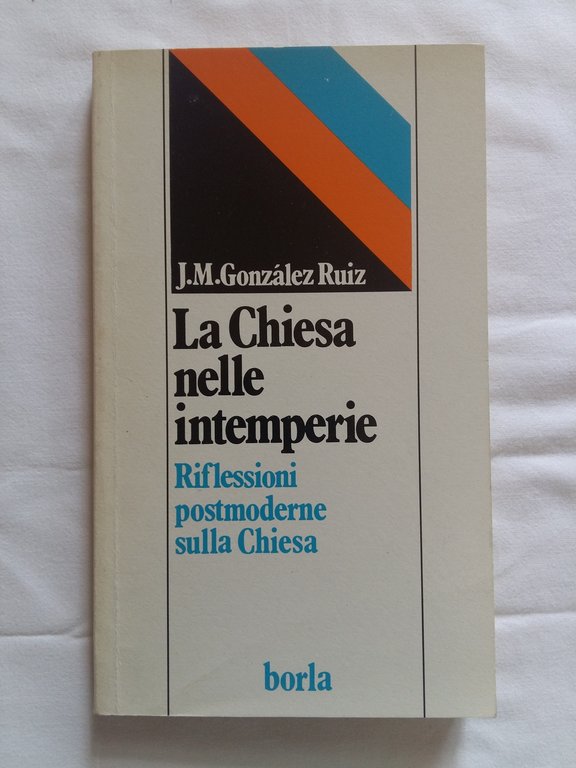 J.M.González Ruiz
La Chiesa
nelle
intemperie
Riflessioni
postmoderne
sulla Chiesa
borla